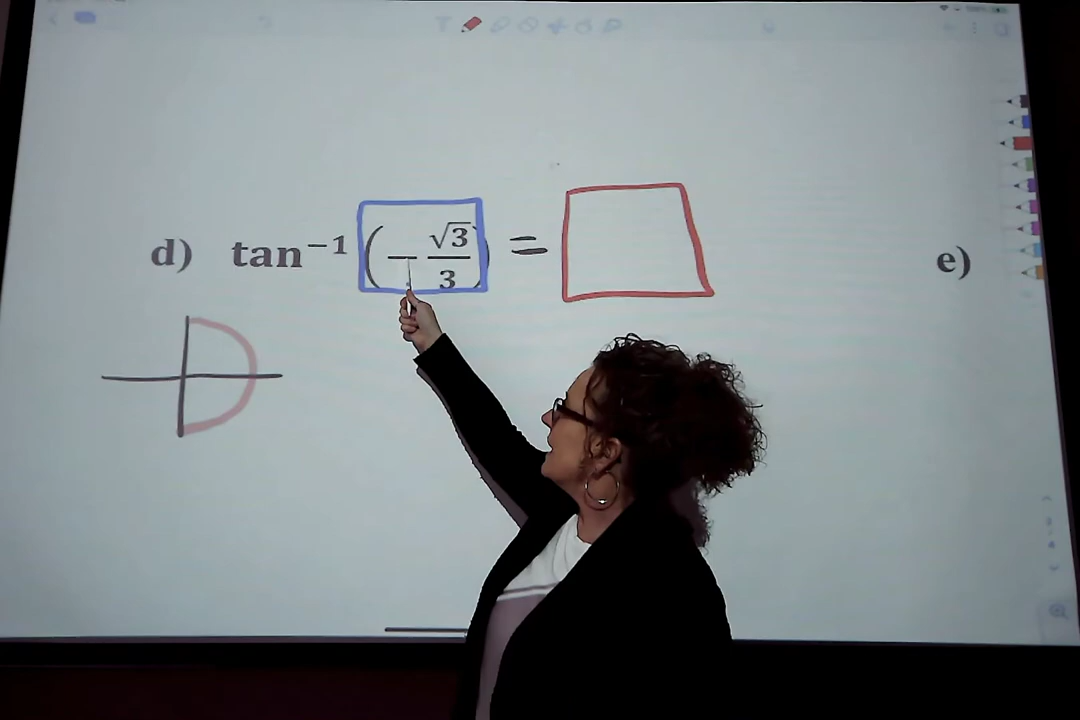 d) tan⁻¹ (− √3/3) = e)